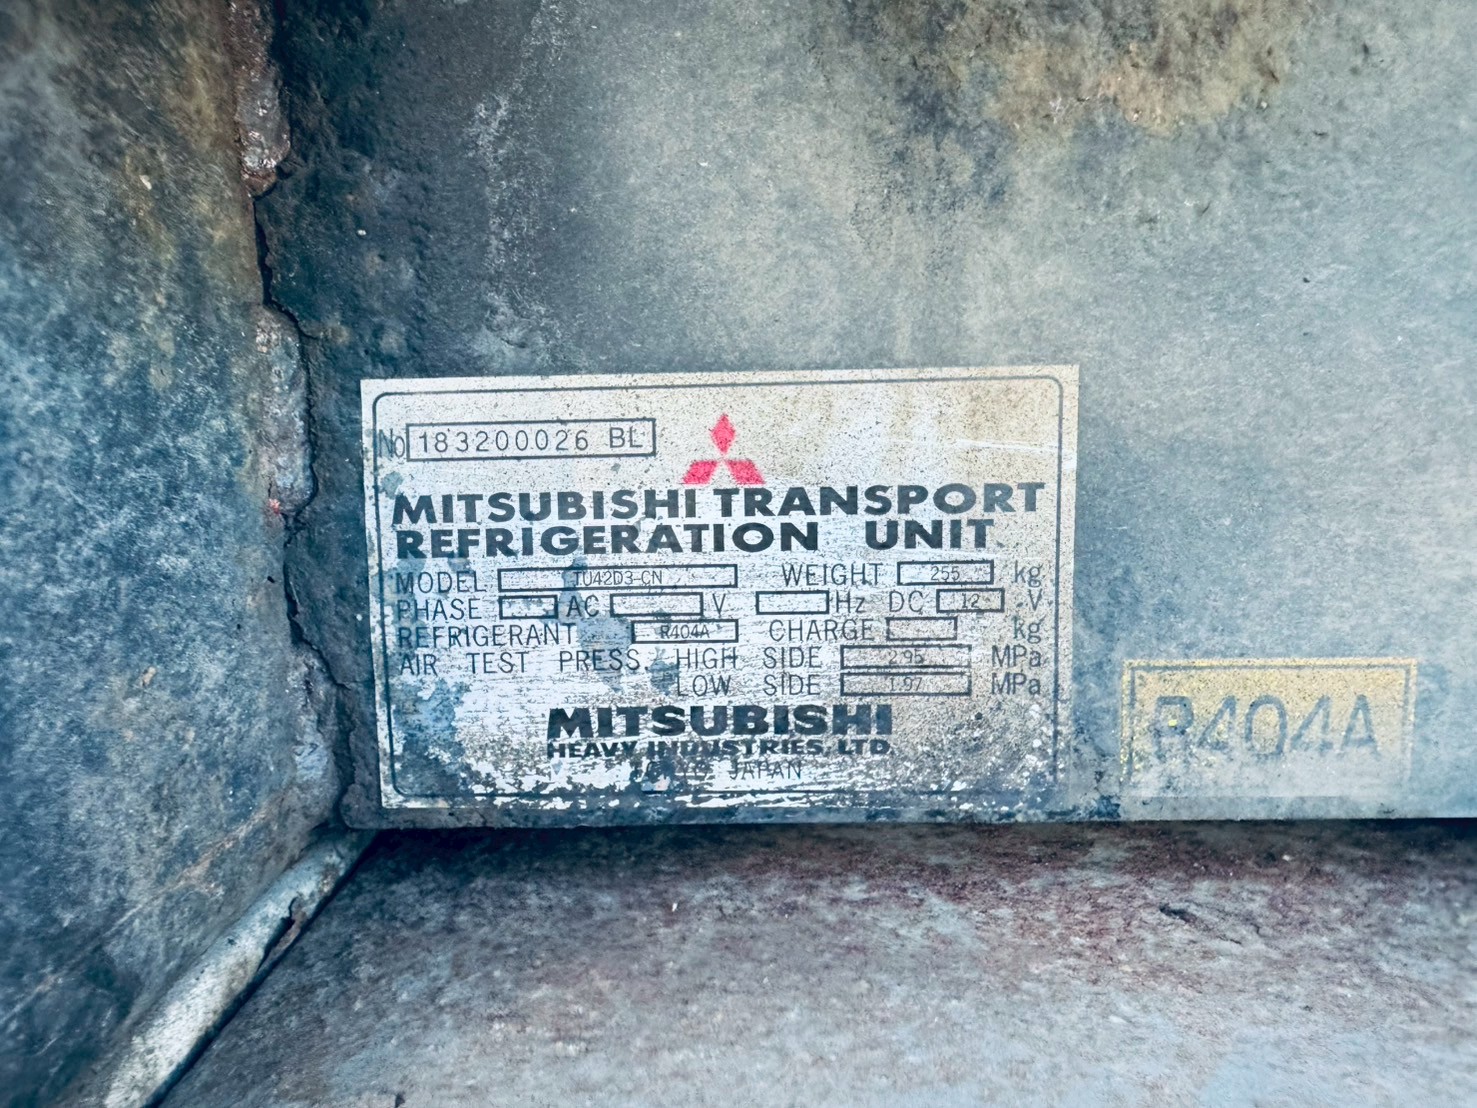 No 183200026 BL
MITSUBISHI TRANSPORT
REFRIGERATION UNIT
MODEL TU42D3-CN WEIGHT 255 kg
PHASE AC V Hz DC 12 V
REFRIGERANT R404A CHARGE kg
AIR TEST PRESS. HIGH SIDE 2.95 MPa
LOW SIDE 1.97 MPa
MITSUBISHI
HEAVY INDUSTRIES, LTD.
TOKYO JAPAN
R404A